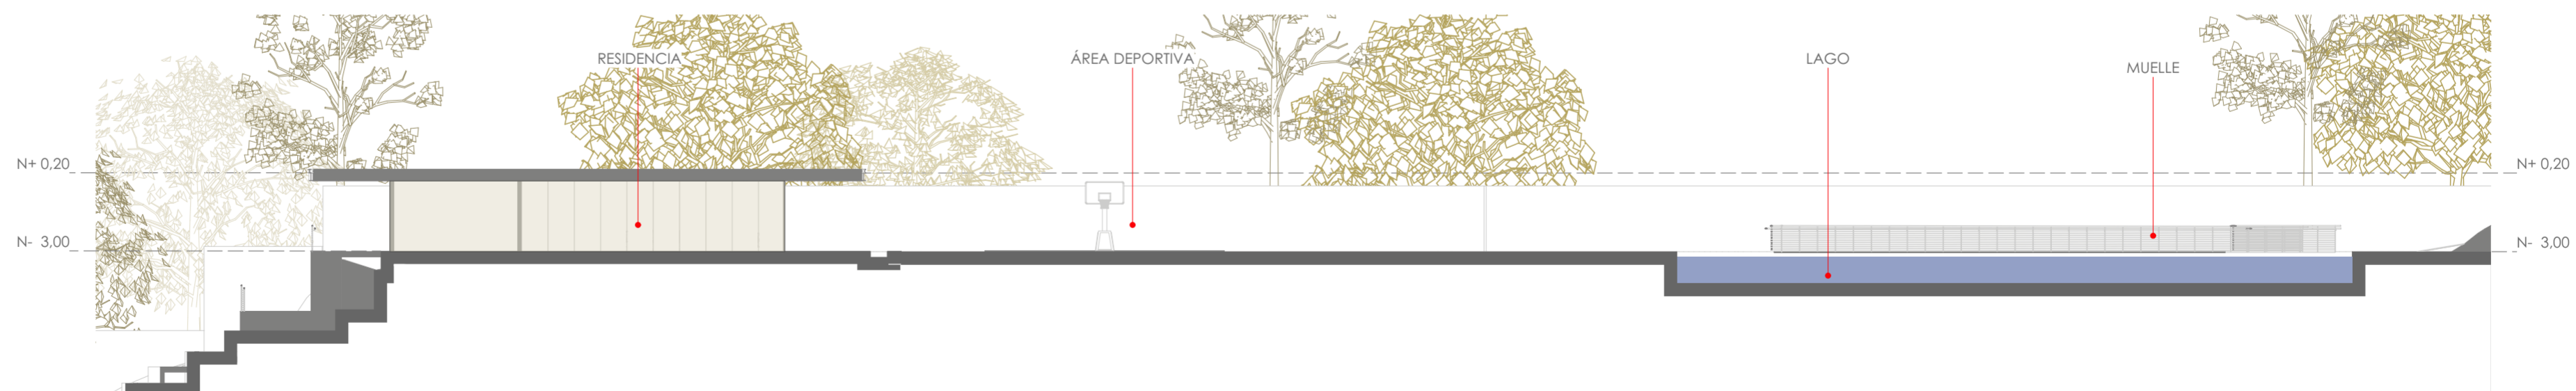 RESIDENCIA
ÁREA DEPORTIVA
LAGO
MUELLE
N+ 0,20
N+ 0,20
N- 3,00
N- 3,00